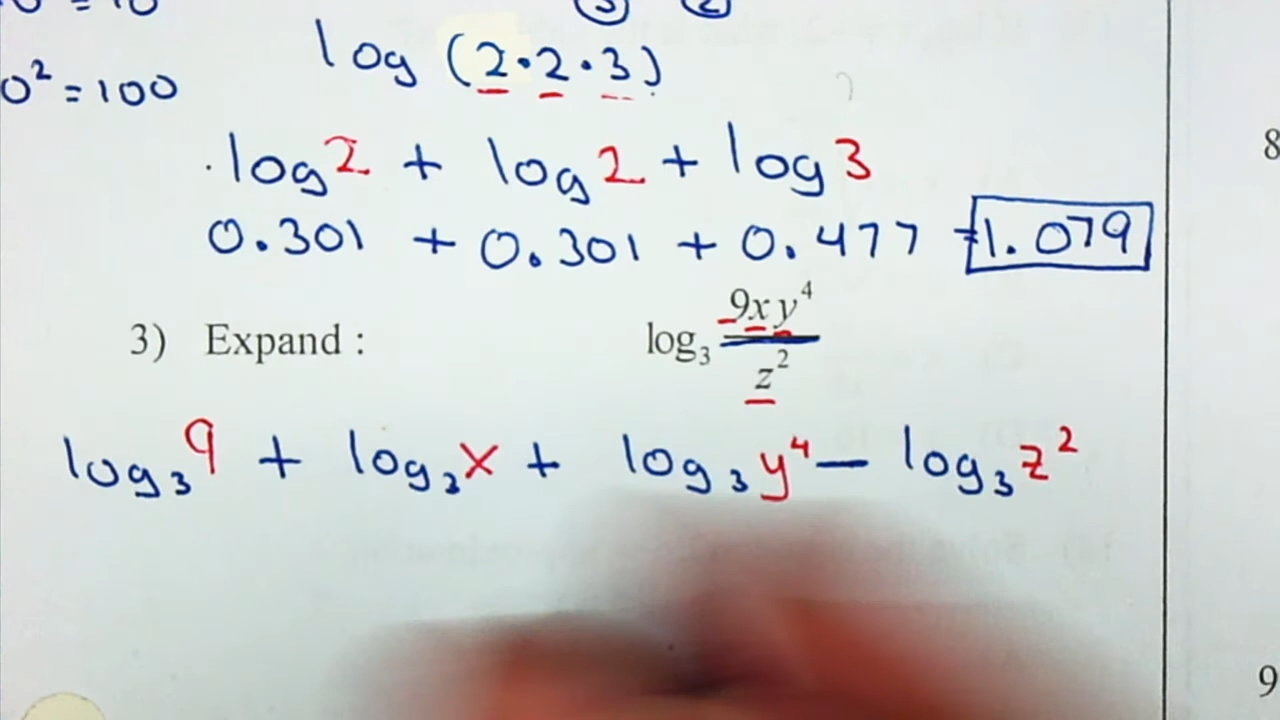 log (2·2·3)
0² = 100
log 2 + log 2 + log 3
0.301 + 0.301 + 0.477 = 1.079
3) Expand : log₃ 9xy⁴ / z²
log₃ 9 + log₃ x + log₃ y⁴ − log₃ z²
8
9